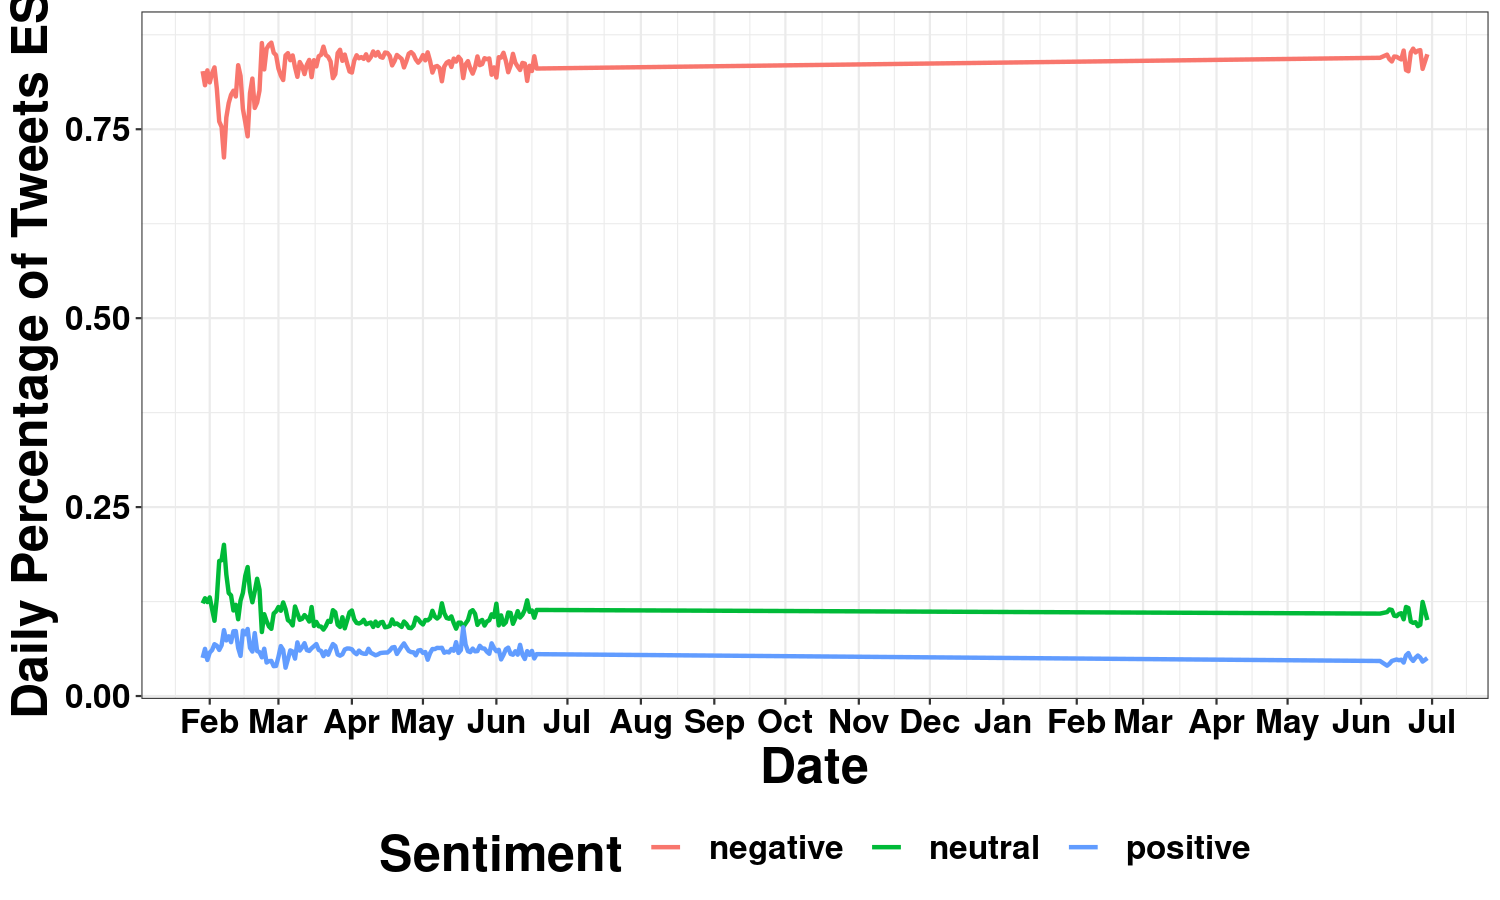 Daily Percentage of Tweets ES
0.75
0.50
0.25
0.00
Feb Mar Apr May Jun Jul Aug Sep Oct Nov Dec Jan Feb Mar Apr May Jun Jul
Date
Sentiment negative neutral positive